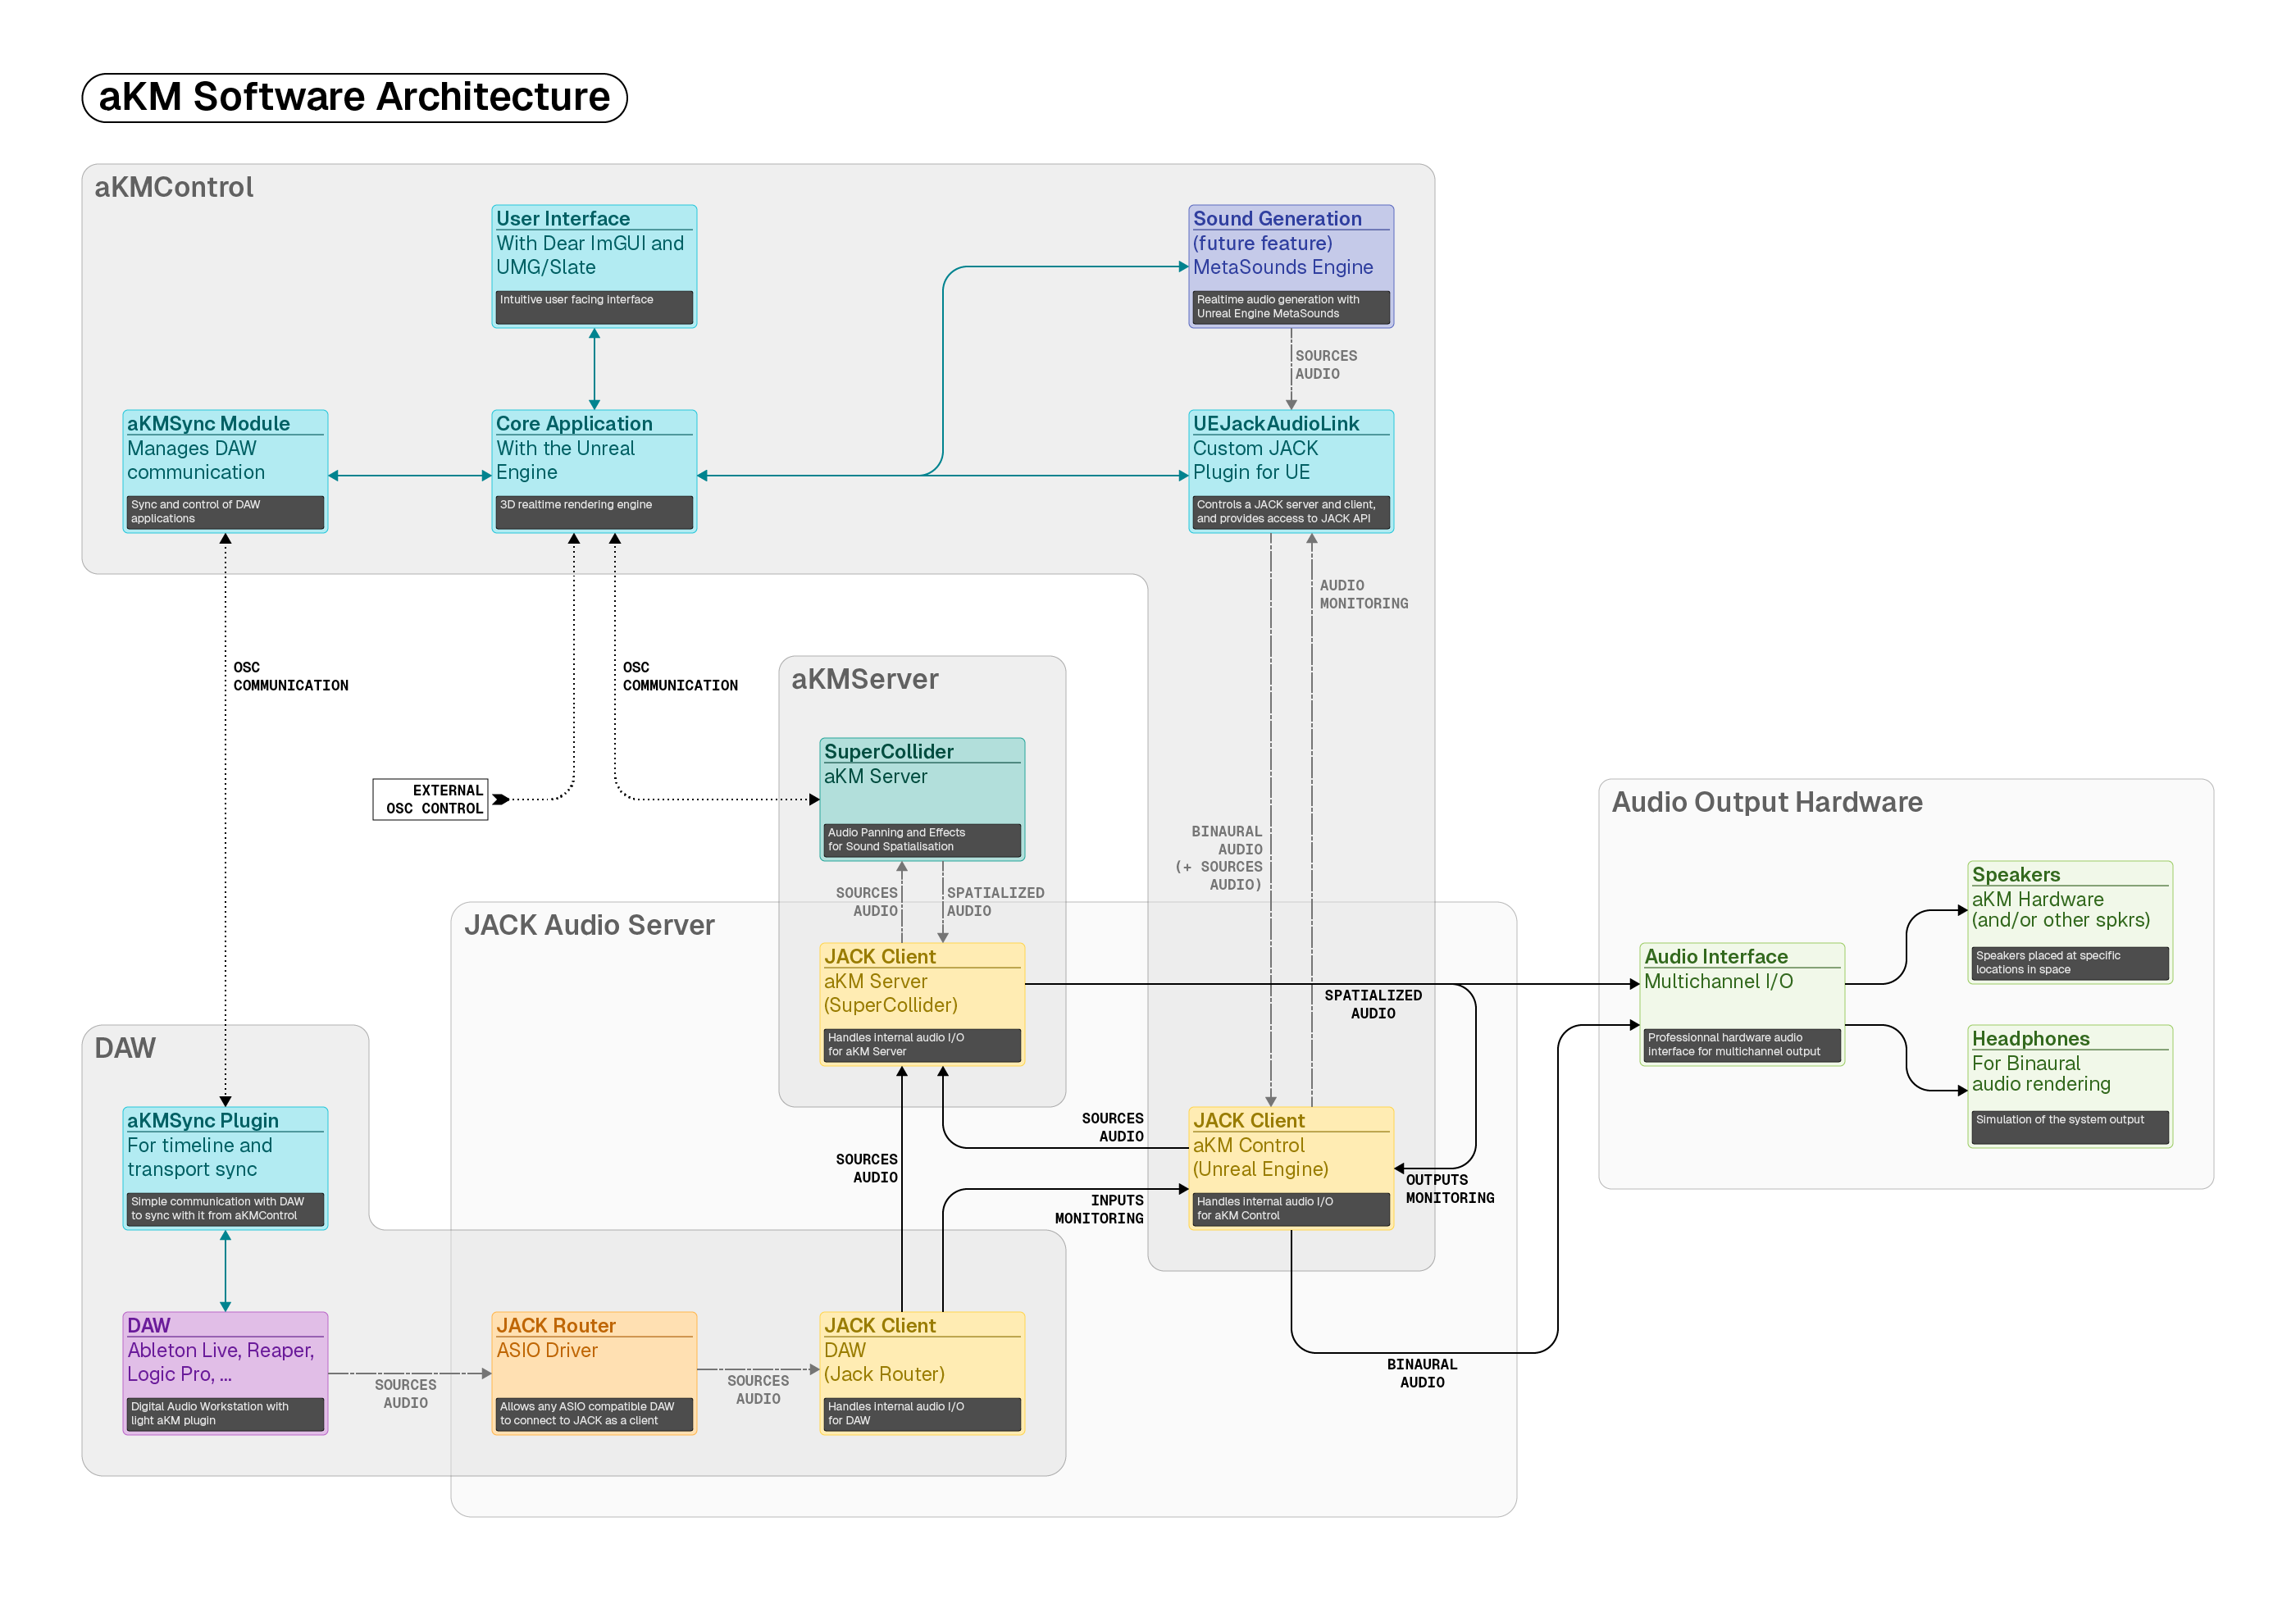 aKM Software Architecture
aKMControl
User Interface
With Dear ImGUI and
UMG/Slate
Intuitive user facing interface
Sound Generation
(future feature)
MetaSounds Engine
Realtime audio generation with
Unreal Engine MetaSounds
SOURCES
AUDIO
aKMSync Module
Manages DAW
communication
Sync and control of DAW
applications
Core Application
With the Unreal
Engine
3D realtime rendering engine
UEJackAudioLink
Custom JACK
Plugin for UE
Controls a JACK server and client,
and provides access to JACK API
AUDIO
MONITORING
OSC
COMMUNICATION
OSC
COMMUNICATION
EXTERNAL
OSC CONTROL
aKMServer
SuperCollider
aKM Server
Audio Panning and Effects
for Sound Spatialisation
SOURCES
AUDIO
SPATIALIZED
AUDIO
BINAURAL
AUDIO
(+ SOURCES
AUDIO)
JACK Audio Server
JACK Client
aKM Server
(SuperCollider)
Handles internal audio I/O
for aKM Server
SPATIALIZED
AUDIO
Audio Output Hardware
Speakers
aKM Hardware
(and/or other spkrs)
Speakers placed at specific
locations in space
Audio Interface
Multichannel I/O
Professionnal hardware audio
Interface for multichannel output
Headphones
For Binaural
audio rendering
Simulation of the system output
DAW
aKMSync Plugin
For timeline and
transport sync
Simple communication with DAW
to sync with it from aKMControl
SOURCES
AUDIO
SOURCES
AUDIO
INPUTS
MONITORING
JACK Client
aKM Control
(Unreal Engine)
Handles internal audio I/O
for aKM Control
OUTPUTS
MONITORING
DAW
Ableton Live, Reaper,
Logic Pro, ...
Digital Audio Workstation with
light aKM plugin
SOURCES
AUDIO
JACK Router
ASIO Driver
Allows any ASIO compatible DAW
to connect to JACK as a client
SOURCES
AUDIO
JACK Client
DAW
(Jack Router)
Handles internal audio I/O
for DAW
BINAURAL
AUDIO